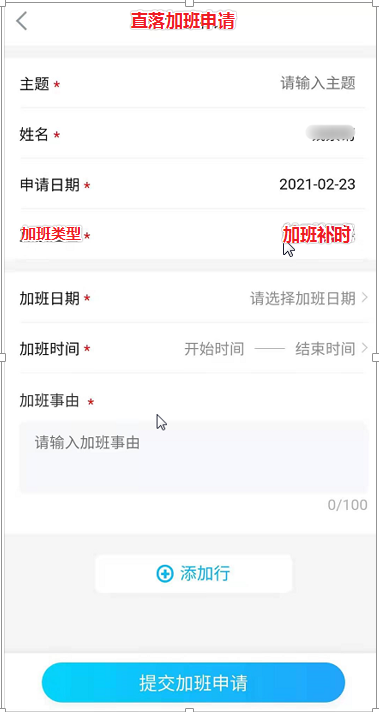 直落加班申请
主题 * 请输入主题
姓名 *
申请日期 * 2021-02-23
加班类型 * 加班补时
加班日期 * 请选择加班日期
加班时间 * 开始时间 —— 结束时间
加班事由 *
请输入加班事由
0/100
添加行
提交加班申请